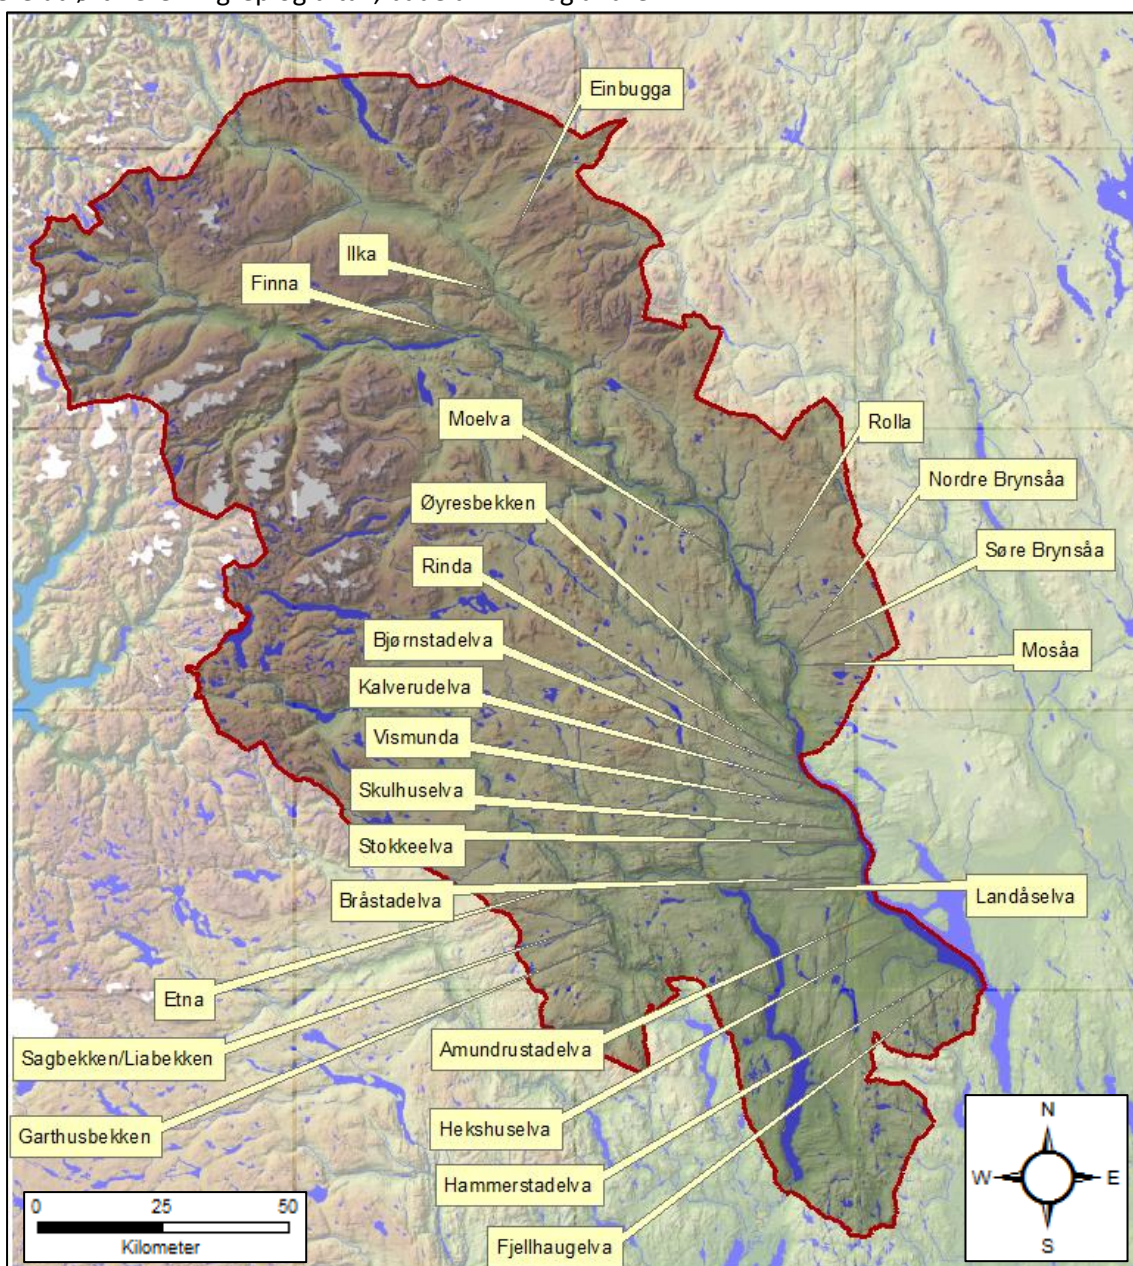 Einbugga
Ilka
Finna
Moelva
Rolla
Nordre Brynsåa
Øyresbekken
Søre Brynsåa
Rinda
Bjørnstadelva
Mosåa
Kalverudelva
Vismunda
Skulhuselva
Stokkeelva
Bråstadelva
Landåselva
Etna
Sagbekken/Liabekken
Amundrustadelva
Garthusbekken
Hekshuselva
Hammerstadelva
Fjellhaugelva
0 25 50
Kilometer
N
W E
S